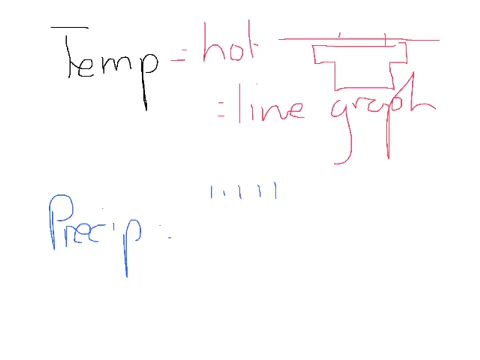 Temp = hot
= line graph
Precip :